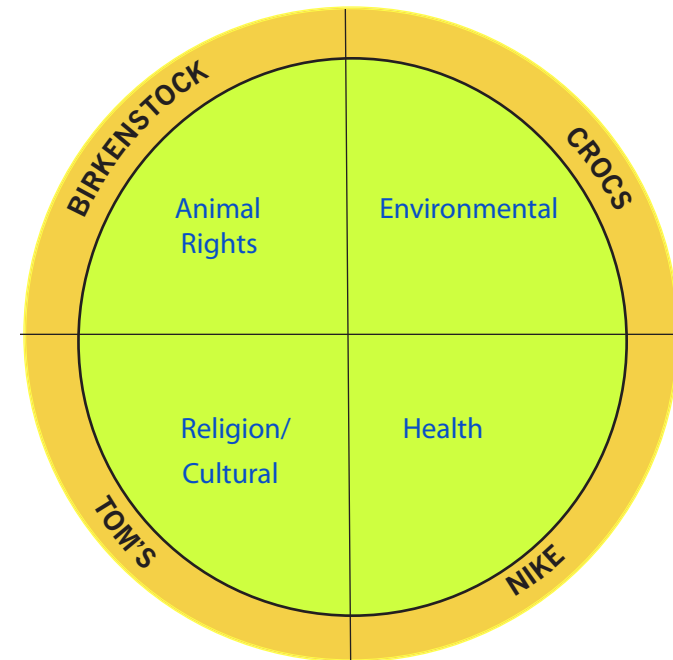 BIRKENSTOCK
CROCS
Animal
Rights
Environmental
Religion/
Cultural
Health
TOM'S
NIKE